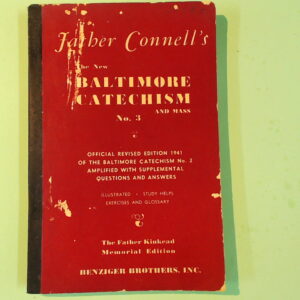 Father Connell's
The New
BALTIMORE
CATECHISM
AND MASS
No. 3
OFFICIAL REVISED EDITION 1941
OF THE BALTIMORE CATECHISM No. 2
AMPLIFIED WITH SUPPLEMENTAL
QUESTIONS AND ANSWERS
ILLUSTRATED · STUDY HELPS
EXERCISES AND GLOSSARY
The Father Kinkead
Memorial Edition
BENZIGER BROTHERS, INC.